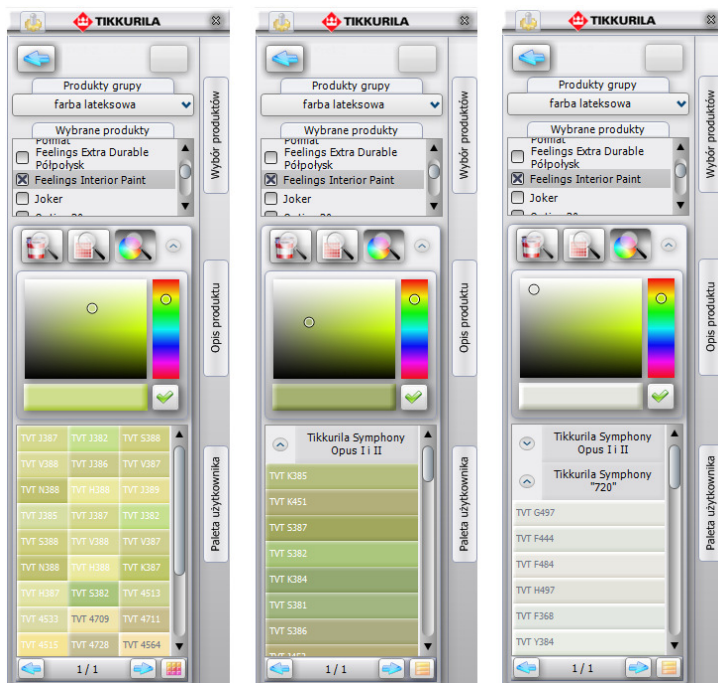 TIKKURILA
Produkty grupy
farba lateksowa
Wybrane produkty
Półmat
Feelings Extra Durable
Półpołysk
Feelings Interior Paint
Joker
TVT J387 TVT J382 TVT S388
TVT V388 TVT J386 TVT V387
TVT N388 TVT H388 TVT J385
TVT J385 TVT J387 TVT J382
TVT S388 TVT V388 TVT V387
TVT N388 TVT H388 TVT K387
TVT H387 TVT S382 TVT 4513
TVT 4533 TVT 4709 TVT 4711
TVT 4515 TVT 4728 TVT 4564
1 / 1
Wybór produktów
Opis produktu
Paleta użytkownika
TIKKURILA
Produkty grupy
farba lateksowa
Wybrane produkty
Półmat
Feelings Extra Durable
Półpołysk
Feelings Interior Paint
Joker
Tikkurila Symphony
Opus I i II
TVT K385
TVT K451
TVT S387
TVT S382
TVT K384
TVT S381
TVT S386
1 / 1
Wybór produktów
Opis produktu
Paleta użytkownika
TIKKURILA
Produkty grupy
farba lateksowa
Wybrane produkty
Półmat
Feelings Extra Durable
Półpołysk
Feelings Interior Paint
Joker
Tikkurila Symphony
Opus I i II
Tikkurila Symphony
"720"
TVT G497
TVT F444
TVT F484
TVT H497
TVT F368
TVT Y384
1 / 1
Wybór produktów
Opis produktu
Paleta użytkownika